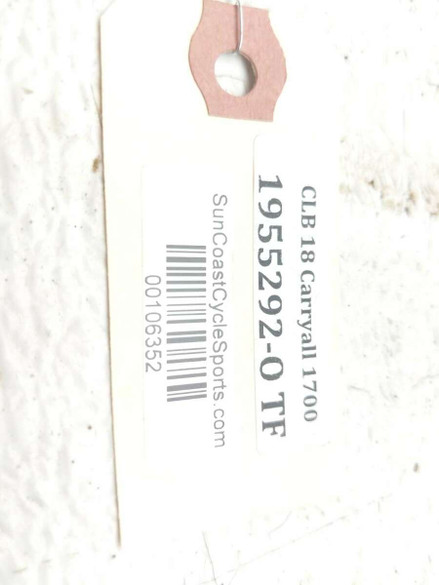 CLB 18 Carryall 1700
1955292-O TF
SunCoastCycleSports.com
00106352